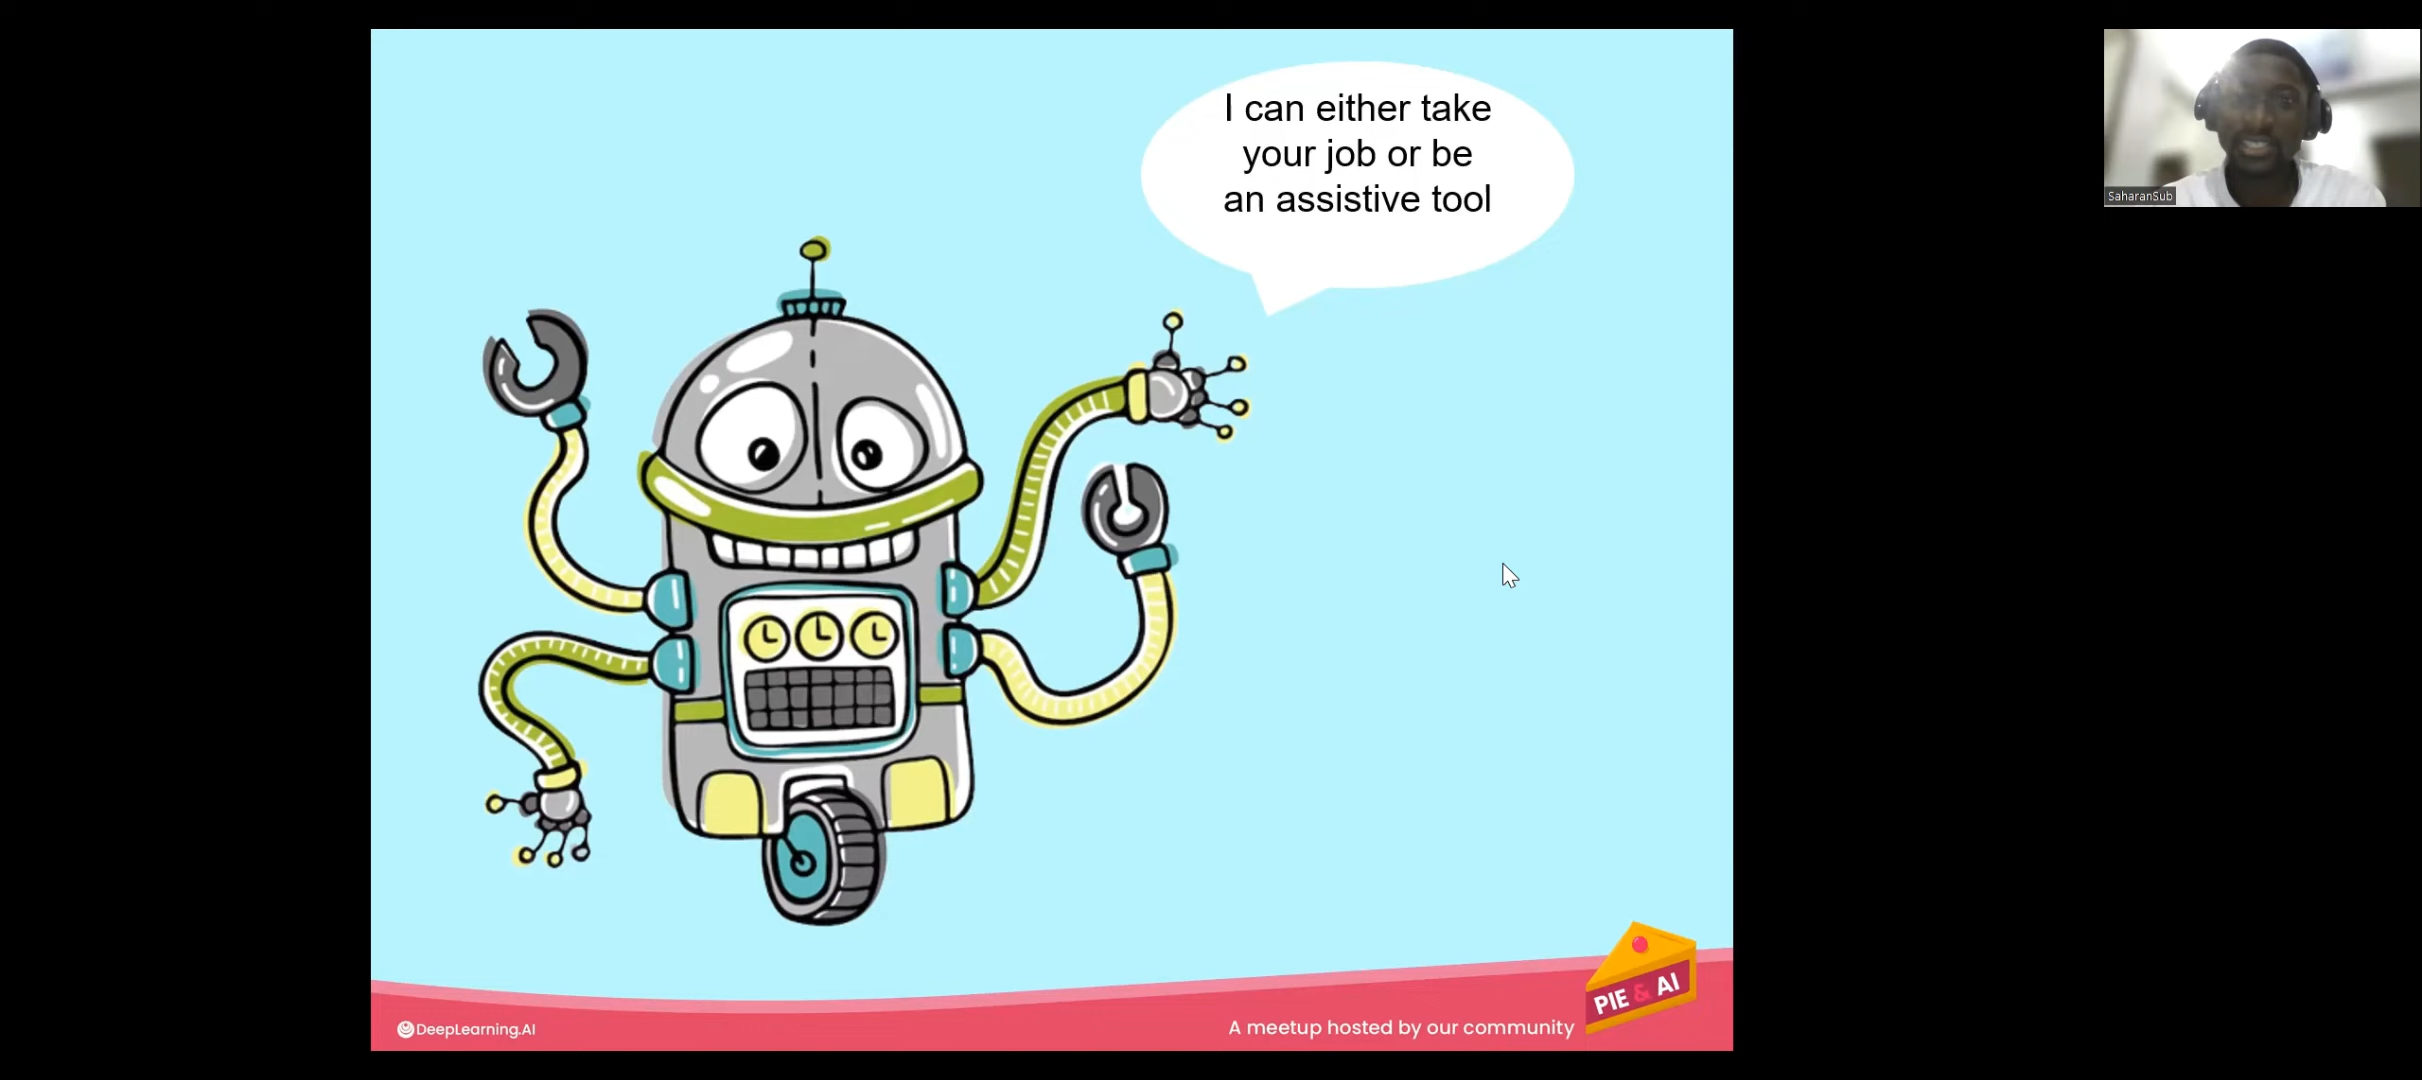 I can either take
your job or be
an assistive tool
SaharanSub
DeepLearning.AI
A meetup hosted by our community
PIE & AI